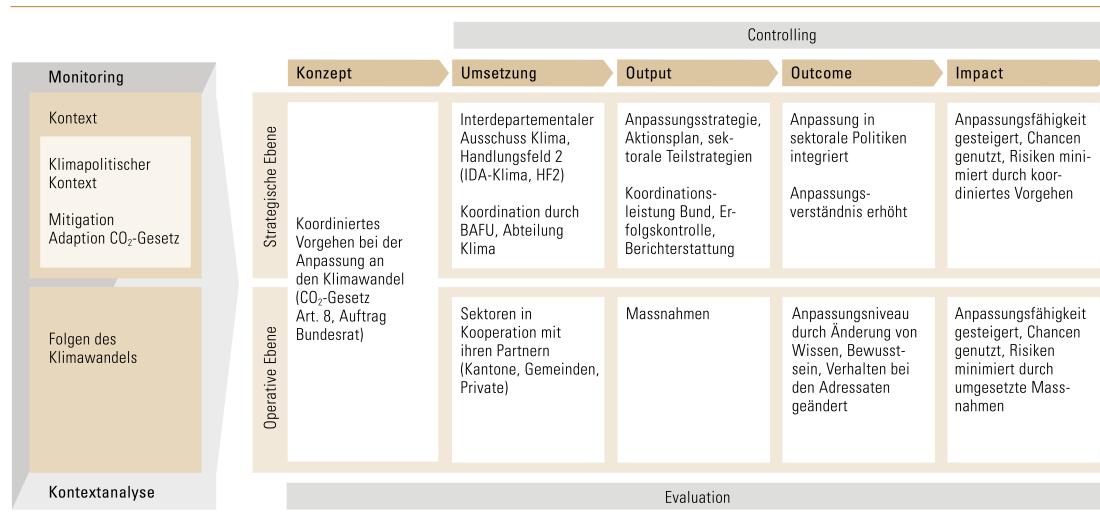 Controlling
Monitoring
Konzept
Umsetzung
Output
Outcome
Impact
Kontext
Klimapolitischer
Kontext
Mitigation
Adaption CO₂-Gesetz
Folgen des
Klimawandels
Kontextanalyse
Strategische Ebene
Operative Ebene
Koordiniertes
Vorgehen bei der
Anpassung an
den Klimawandel
(CO₂-Gesetz
Art. 8, Auftrag
Bundesrat)
Interdepartementaler
Ausschuss Klima,
Handlungsfeld 2
(IDA-Klima, HF2)
Koordination durch
BAFU, Abteilung
Klima
Anpassungsstrategie,
Aktionsplan, sek-
torale Teilstrategien
Koordinations-
leistung Bund, Er-
folgskontrolle,
Berichterstattung
Anpassung in
sektorale Politiken
integriert
Anpassungs-
verständnis erhöht
Anpassungsfähigkeit
gesteigert, Chancen
genutzt, Risiken mini-
miert durch koor-
diniertes Vorgehen
Sektoren in
Kooperation mit
ihren Partnern
(Kantone, Gemeinden,
Private)
Massnahmen
Anpassungsniveau
durch Änderung von
Wissen, Bewusst-
sein, Verhalten bei
den Adressaten
geändert
Anpassungsfähigkeit
gesteigert, Chancen
genutzt, Risiken
minimiert durch
umgesetzte Mass-
nahmen
Evaluation